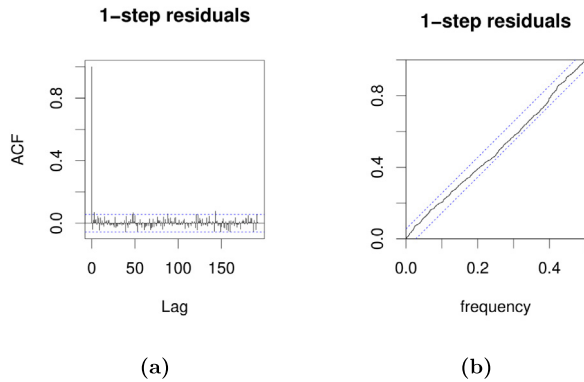 1-step residuals
ACF
0.0 0.4 0.8
0 50 100 150
Lag
(a)
1-step residuals
0.0 0.4 0.8
0.0 0.2 0.4
frequency
(b)